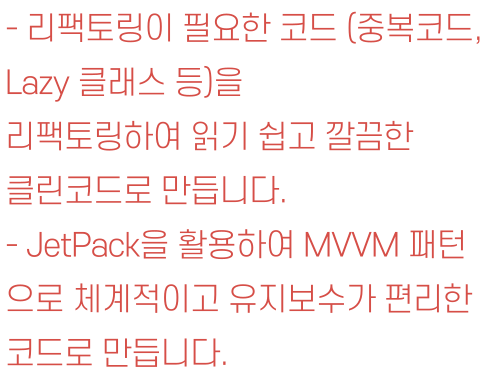 - 리팩토링이 필요한 코드 (중복코드,
Lazy 클래스 등)을
리팩토링하여 읽기 쉽고 깔끔한
클린코드로 만듭니다.
- JetPack을 활용하여 MVVM 패턴
으로 체계적이고 유지보수가 편리한
코드로 만듭니다.